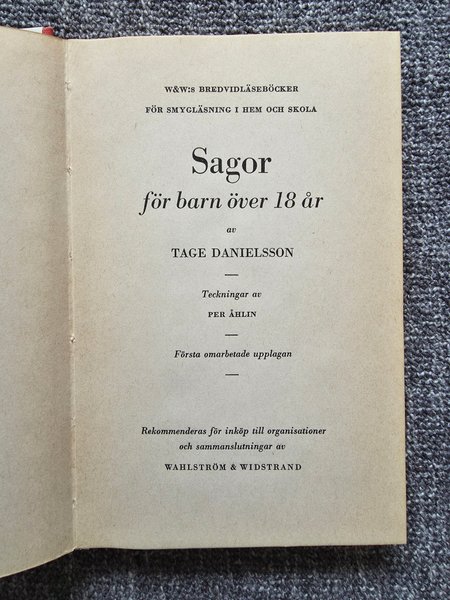 W&W:s BREDVIDLÄSEBÖCKER
FÖR SMYGLÄSNING I HEM OCH SKOLA
Sagor
för barn över 18 år
av
TAGE DANIELSSON
Teckningar av
PER ÅHLIN
Första omarbetade upplagan
Rekommenderas för inköp till organisationer
och sammanslutningar av
WAHLSTRÖM & WIDSTRAND